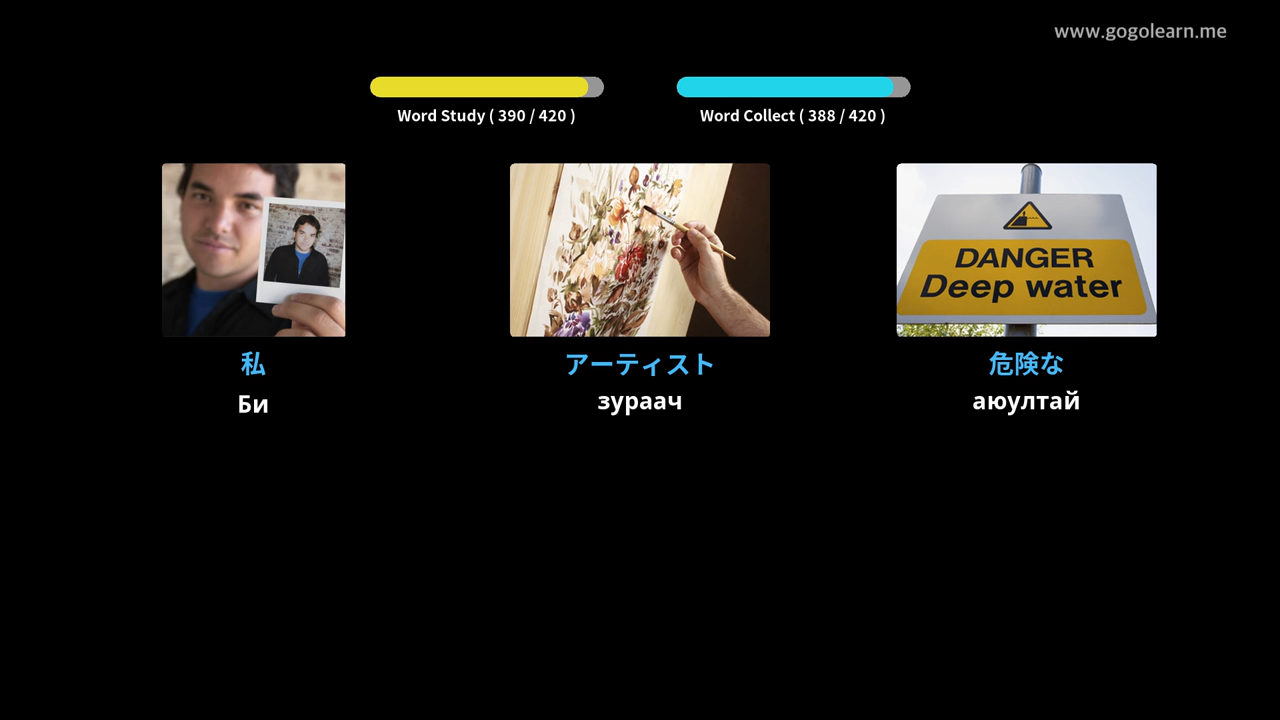 www.gogolearn.me
Word Study ( 390 / 420 )
Word Collect ( 388 / 420 )
DANGER
Deep water
私
アーティスト
危険な
Би
зураач
аюултай